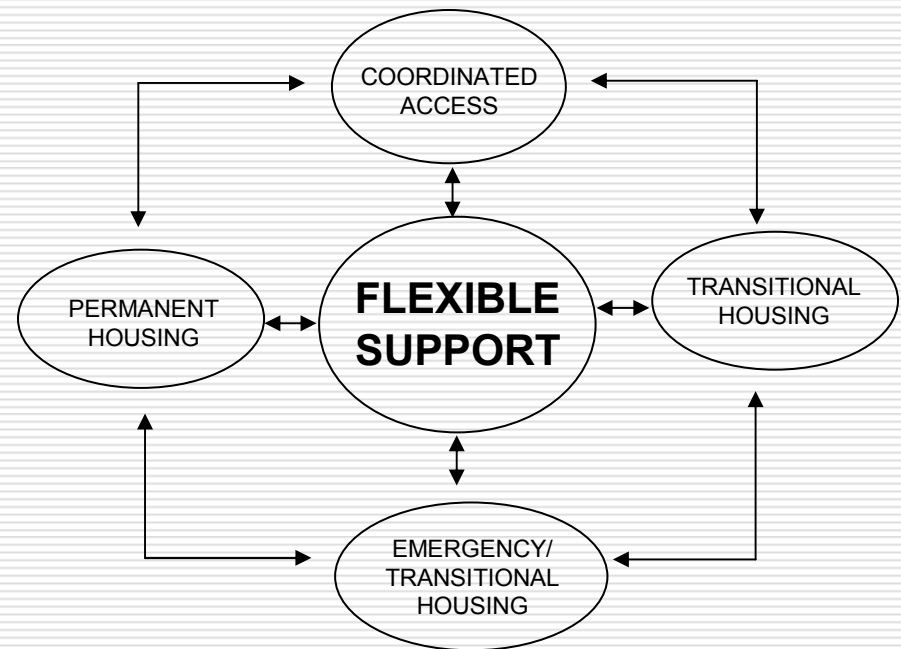 COORDINATED
ACCESS
PERMANENT
HOUSING
FLEXIBLE
SUPPORT
TRANSITIONAL
HOUSING
EMERGENCY/
TRANSITIONAL
HOUSING